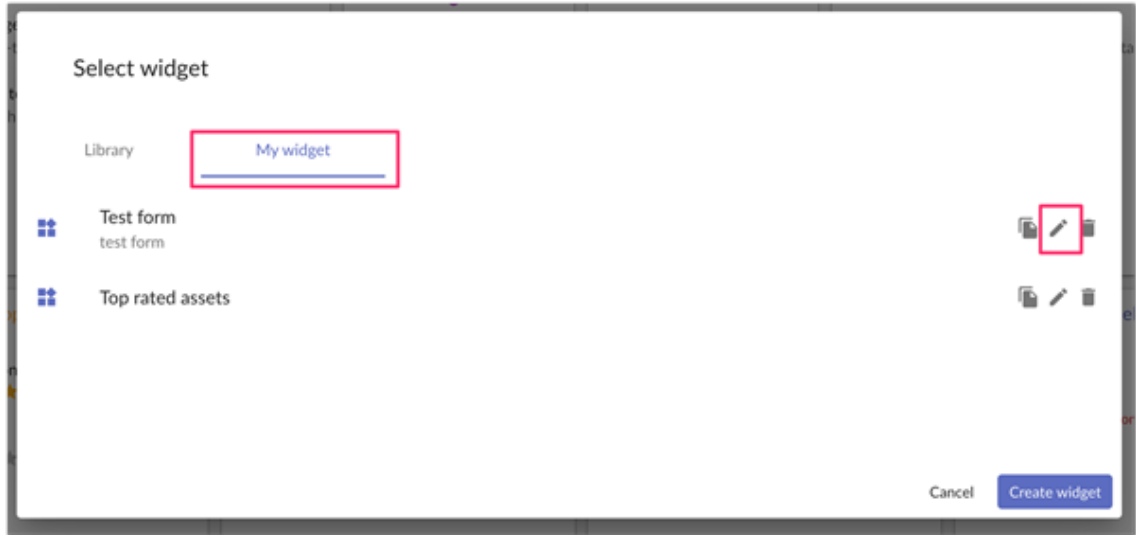 Select widget
Library
My widget
Test form
test form
Top rated assets
Cancel
Create widget